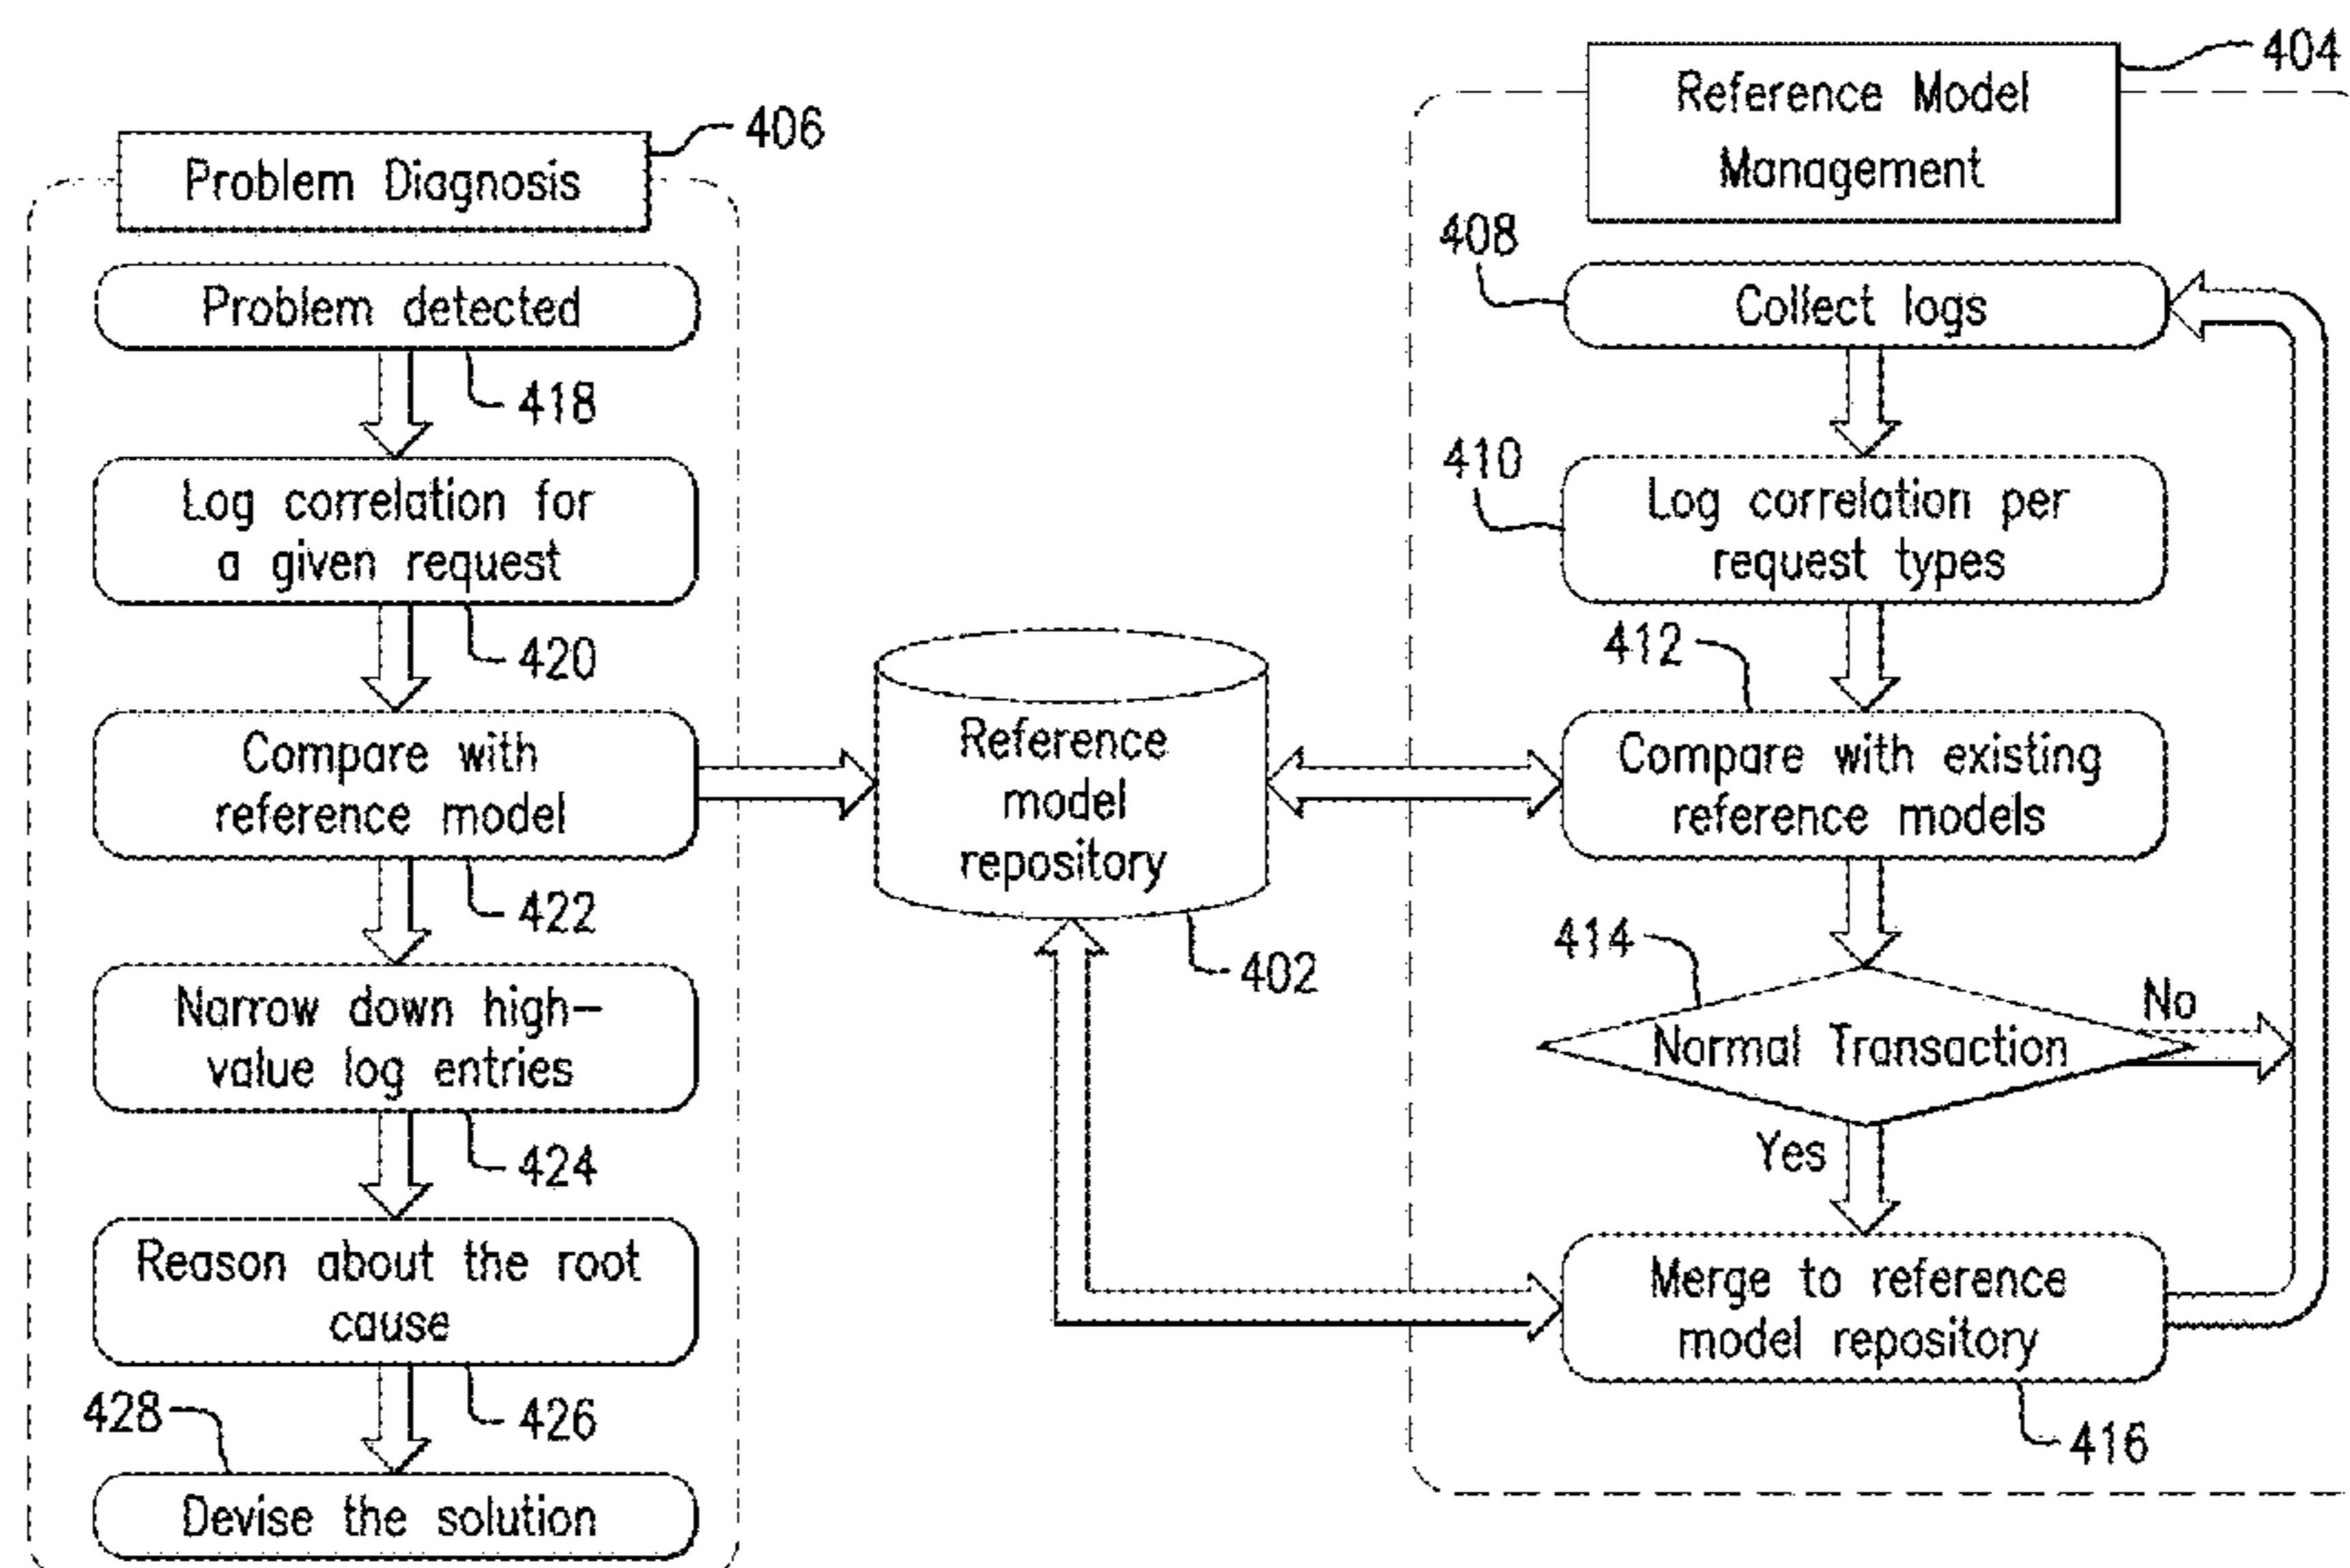 406
Problem Diagnosis
Problem detected
418
Log correlation for
a given request
420
Compare with
reference model
422
Narrow down high-
value log entries
424
Reason about the root
cause
426
428
Devise the solution
Reference
model
repository
402
404
Reference Model
Management
408
Collect logs
410
Log correlation per
request types
412
Compare with existing
reference models
414
Normal Transaction
No
Yes
Merge to reference
model repository
416